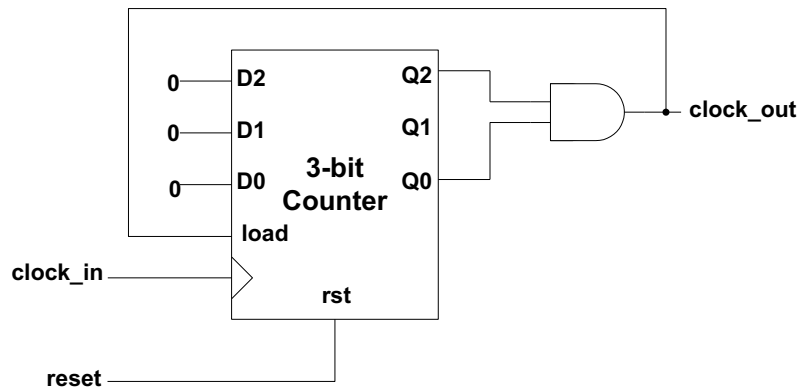 0 D2 Q2
clock_out
0 D1 Q1
0 D0 Q0
3-bit
Counter
load
clock_in
rst
reset